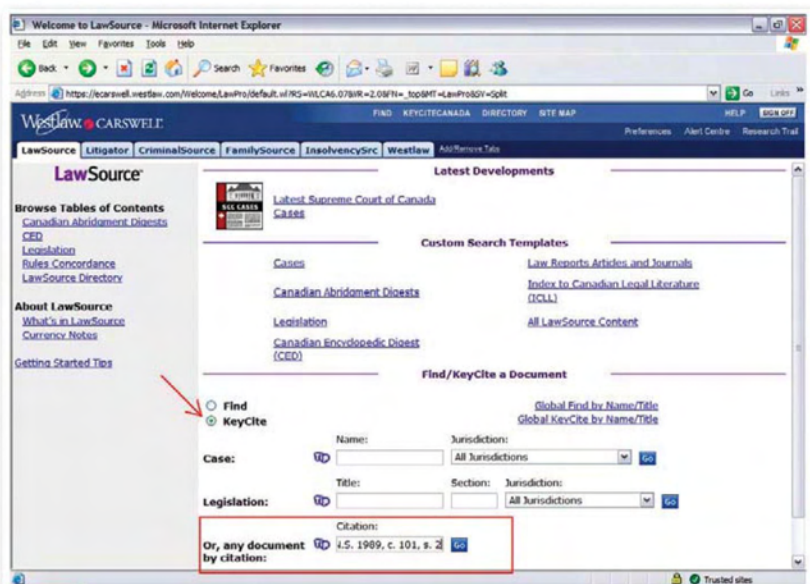 Welcome to LawSource - Microsoft Internet Explorer
File Edit View Favorites Tools Help
Back Search Favorites
Address https://ecarswell.westlaw.com/Welcome/LawPro/default.wl?RS=WLCA6.07&VR=2.0&FN=_top&MT=LawPro&SV=Split Go Links »
Westlaw CARSWELL FIND KEYCITECANADA DIRECTORY SITE MAP HELP SIGN OFF
Preferences Alert Centre Research Trail
LawSource Litigator CriminalSource FamilySource InsolvencySrc Westlaw Add/Remove Tabs
LawSource
Browse Tables of Contents
Canadian Abridgment Digests
CED
Legislation
Rules Concordance
LawSource Directory
About LawSource
What's in LawSource
Currency Notes
Getting Started Tips
Latest Developments
SCC CASES
Latest Supreme Court of Canada
Cases
Custom Search Templates
Cases Law Reports Articles and Journals
Canadian Abridgment Digests Index to Canadian Legal Literature
(ICLL)
Legislation All LawSource Content
Canadian Encyclopedic Digest
(CED)
Find/KeyCite a Document
Find Global Find by Name/Title
KeyCite Global KeyCite by Name/Title
Name: Jurisdiction:
Case: All Jurisdictions Go
Title: Section: Jurisdiction:
Legislation: All Jurisdictions Go
Citation:
Or, any document .S. 1989, c. 101, s. 2 Go
by citation:
Trusted sites